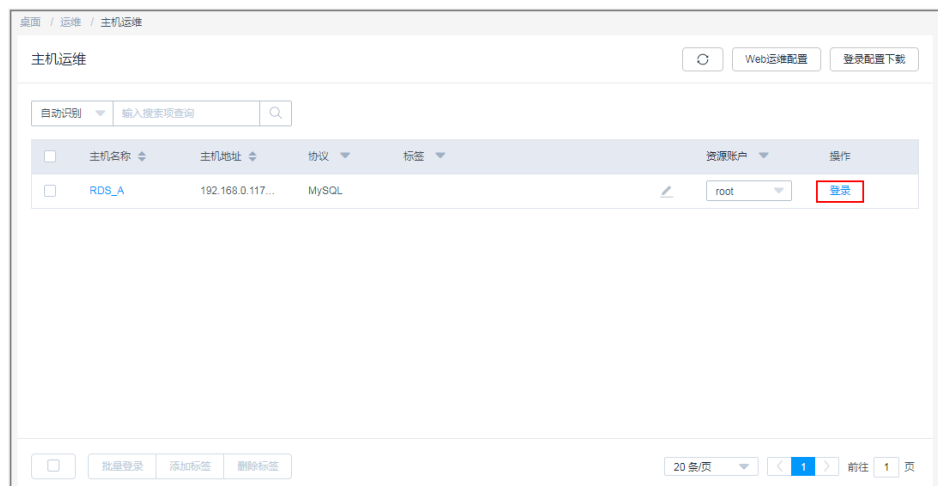 桌面 / 运维 / 主机运维
主机运维
Web运维配置
登录配置下载
自动识别 输入搜索项查询
主机名称 主机地址 协议 标签 资源账户 操作
RDS_A 192.168.0.117... MySQL root 登录
批量登录 添加标签 删除标签
20 条/页 1 前往 1 页